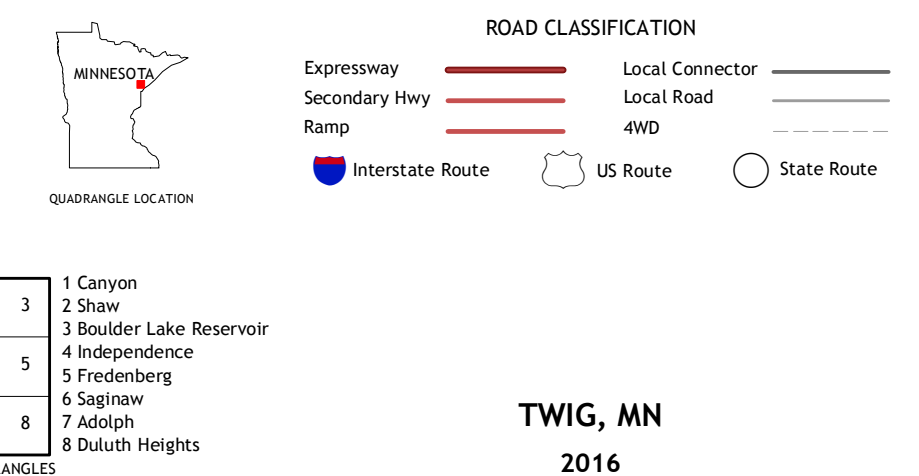 ROAD CLASSIFICATION
MINNESOTA
QUADRANGLE LOCATION
Expressway
Local Connector
Secondary Hwy
Local Road
Ramp
4WD
Interstate Route
US Route
State Route
3
5
8
1 Canyon
2 Shaw
3 Boulder Lake Reservoir
4 Independence
5 Fredenberg
6 Saginaw
7 Adolph
8 Duluth Heights
ANGLES
TWIG, MN
2016